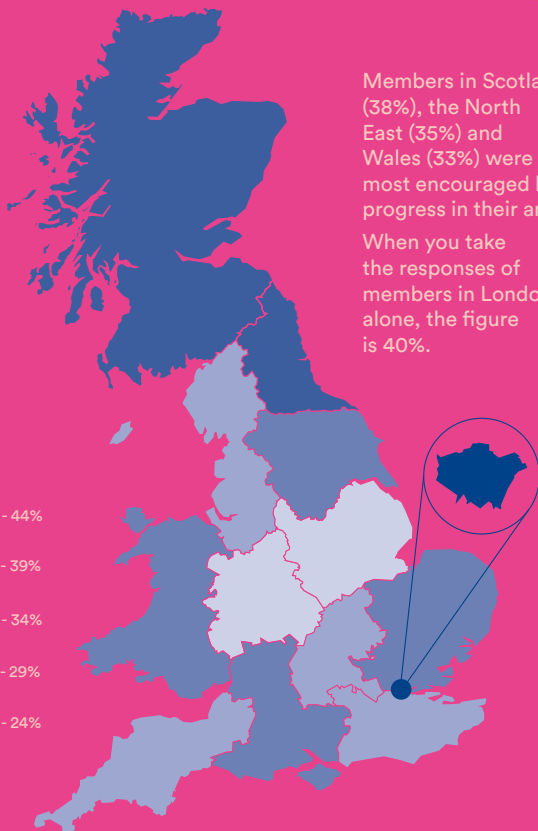 Members in Scotla
(38%), the North
East (35%) and
Wales (33%) were
most encouraged
progress in their
When you take
the responses of
members in Londo
alone, the figure
is 40%.
- 44%
- 39%
- 34%
- 29%
- 24%